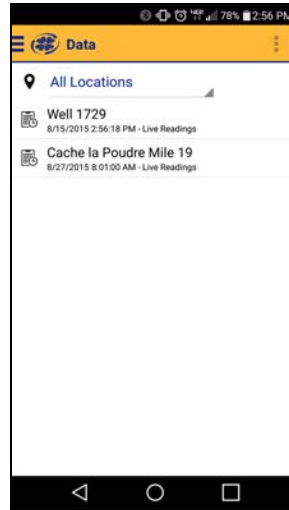 78% 2:56 PM
Data
All Locations
Well 1729
8/15/2015 2:56:18 PM - Live Readings
Cache la Poudre Mile 19
8/27/2015 8:01:00 AM - Live Readings